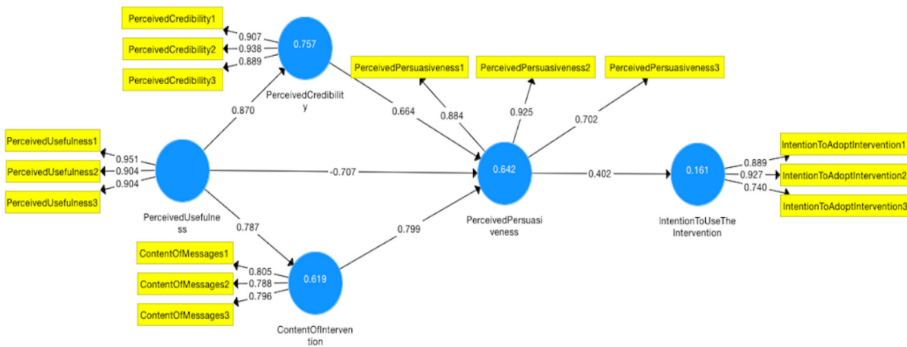 PerceivedCredibility1
PerceivedCredibility2
PerceivedCredibility3
0.907
0.938
0.889
0.757
PerceivedCredibilit
y
PerceivedPersuasiveness1
PerceivedPersuasiveness2
PerceivedPersuasiveness3
0.884
0.925
0.702
0.870
0.664
PerceivedUsefulness1
PerceivedUsefulness2
PerceivedUsefulness3
0.951
0.904
0.904
PerceivedUsefulne
ss
-0.707
0.642
PerceivedPersuasi
veness
0.402
0.161
IntentionToUseThe
Intervention
0.889
0.927
0.740
IntentionToAdoptIntervention1
IntentionToAdoptIntervention2
IntentionToAdoptIntervention3
0.787
0.799
ContentOfMessages1
ContentOfMessages2
ContentOfMessages3
0.805
0.788
0.796
0.619
ContentOfInterven
tion